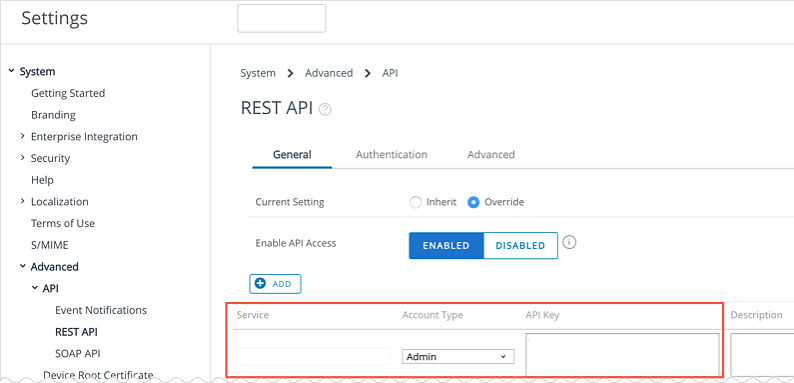 Settings
System
Getting Started
Branding
Enterprise Integration
Security
Help
Localization
Terms of Use
S/MIME
Advanced
API
Event Notifications
REST API
SOAP API
Device Root Certificate
System > Advanced > API
REST API ?
General Authentication Advanced
Current Setting Inherit Override
Enable API Access ENABLED DISABLED i
ADD
Service Account Type API Key Description
Admin